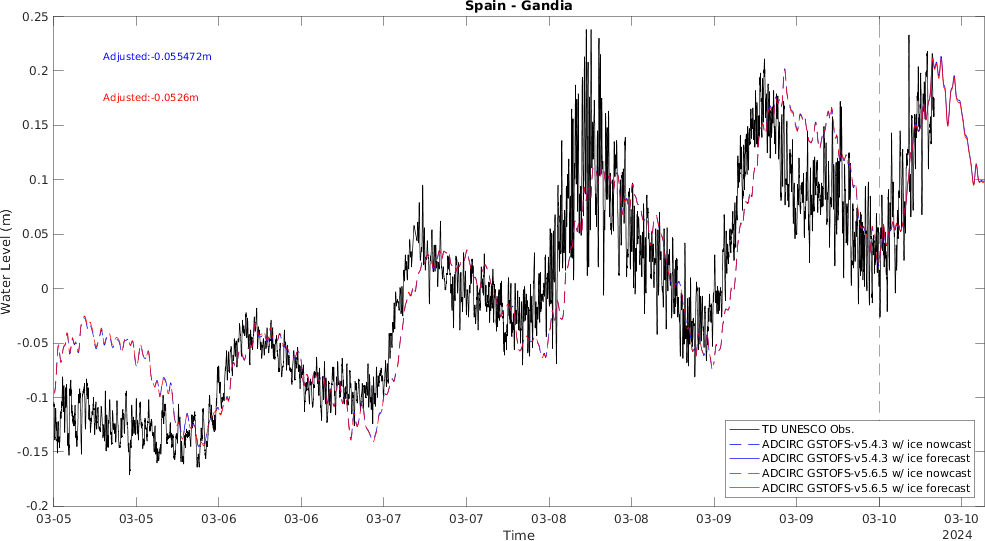 Spain - Gandia
Adjusted:-0.055472m
Adjusted:-0.0526m
Water Level (m)
0.25
0.2
0.15
0.1
0.05
0
-0.05
-0.1
-0.15
-0.2
TD UNESCO Obs.
ADCIRC GSTOFS-v5.4.3 w/ ice nowcast
ADCIRC GSTOFS-v5.4.3 w/ ice forecast
ADCIRC GSTOFS-v5.6.5 w/ ice nowcast
ADCIRC GSTOFS-v5.6.5 w/ ice forecast
03-05 03-05 03-06 03-06 03-07 03-07 03-08 03-08 03-09 03-09 03-10 03-10
Time
2024